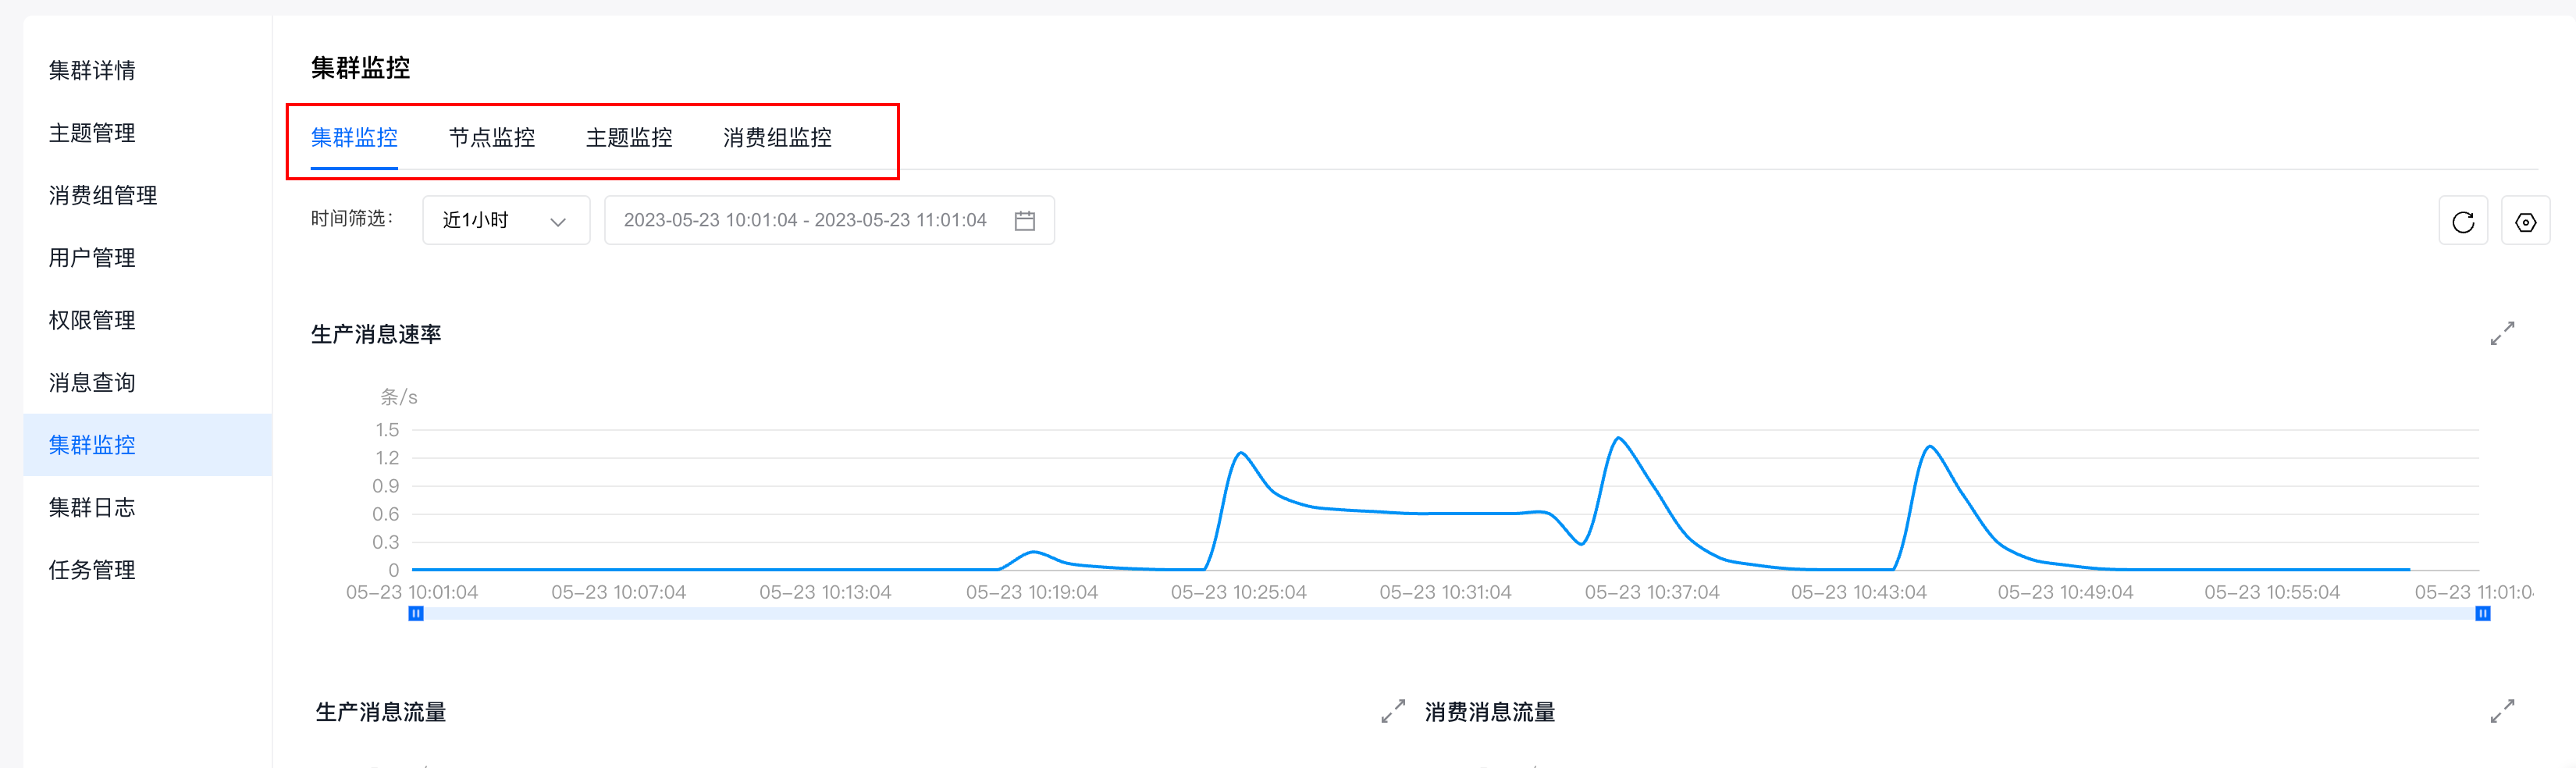 集群详情
主题管理
消费组管理
用户管理
权限管理
消息查询
集群监控
集群日志
任务管理
集群监控
集群监控 节点监控 主题监控 消费组监控
时间筛选: 近1小时 2023-05-23 10:01:04 - 2023-05-23 11:01:04
生产消息速率
条/s
1.5
1.2
0.9
0.6
0.3
0
05-23 10:01:04 05-23 10:07:04 05-23 10:13:04 05-23 10:19:04 05-23 10:25:04 05-23 10:31:04 05-23 10:37:04 05-23 10:43:04 05-23 10:49:04 05-23 10:55:04 05-23 11:01:0
生产消息流量 消费消息流量